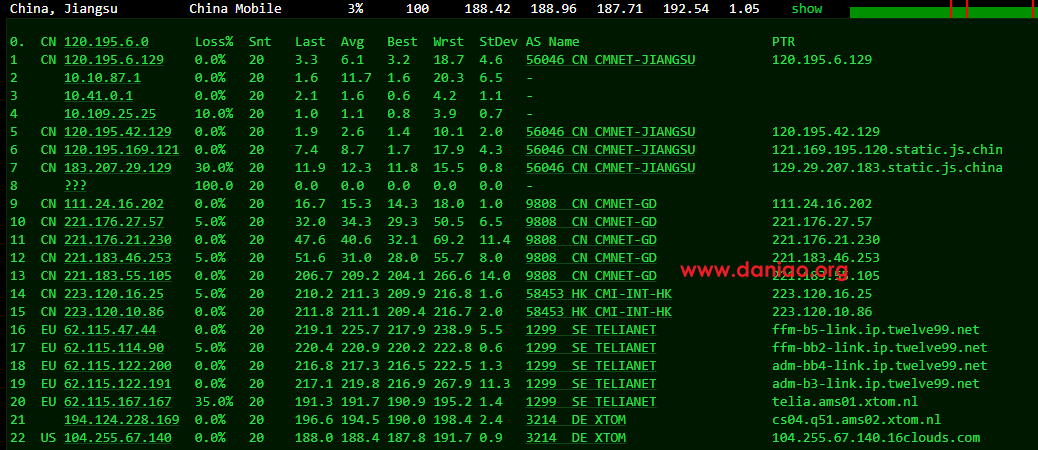 China, Jiangsu China Mobile 3% 100 188.42 188.96 187.71 192.54 1.05 show
0. CN 120.195.6.0 Loss% Snt Last Avg Best Wrst StDev AS Name PTR
1 CN 120.195.6.129 0.0% 20 3.3 6.1 3.2 18.7 4.6 56046 CN CMNET-JIANGSU 120.195.6.129
2 10.10.87.1 0.0% 20 1.6 11.7 1.6 20.3 6.5 -
3 10.41.0.1 0.0% 20 2.1 1.6 0.6 4.2 1.1 -
4 10.109.25.25 10.0% 20 1.0 1.1 0.8 3.9 0.7 -
5 CN 120.195.42.129 0.0% 20 1.9 2.6 1.4 10.1 2.0 56046 CN CMNET-JIANGSU 120.195.42.129
6 CN 120.195.169.121 0.0% 20 7.4 8.7 1.7 17.9 4.3 56046 CN CMNET-JIANGSU 121.169.195.120.static.js.chin
7 CN 183.207.29.129 30.0% 20 11.9 12.3 11.8 15.5 0.8 56046 CN CMNET-JIANGSU 129.29.207.183.static.js.china
8 ??? 100.0 20 0.0 0.0 0.0 0.0 0.0 -
9 CN 111.24.16.202 0.0% 20 16.7 15.3 14.3 18.0 1.0 9808 CN CMNET-GD 111.24.16.202
10 CN 221.176.27.57 5.0% 20 32.0 34.3 29.3 50.5 6.5 9808 CN CMNET-GD 221.176.27.57
11 CN 221.176.21.230 0.0% 20 47.6 40.6 32.1 69.2 11.4 9808 CN CMNET-GD 221.176.21.230
12 CN 221.183.46.253 5.0% 20 51.6 31.0 28.0 55.7 8.0 9808 CN CMNET-GD 221.183.46.253
13 CN 221.183.55.105 0.0% 20 206.7 209.2 204.1 266.6 14.0 9808 CN CMNET-GD 221.183.55.105
www.daniao.org
14 CN 223.120.16.25 5.0% 20 210.2 211.3 209.9 216.8 1.6 58453 HK CMI-INT-HK 223.120.16.25
15 CN 223.120.10.86 0.0% 20 211.8 211.1 209.4 216.7 2.0 58453 HK CMI-INT-HK 223.120.10.86
16 EU 62.115.47.44 0.0% 20 219.1 225.7 217.9 238.9 5.5 1299 SE TELIANET ffm-b5-link.ip.twelve99.net
17 EU 62.115.114.90 5.0% 20 220.4 220.9 220.2 222.8 0.6 1299 SE TELIANET ffm-bb2-link.ip.twelve99.net
18 EU 62.115.122.200 0.0% 20 216.8 217.3 216.5 222.5 1.3 1299 SE TELIANET adm-bb4-link.ip.twelve99.net
19 EU 62.115.122.191 0.0% 20 217.1 219.8 216.9 267.9 11.3 1299 SE TELIANET adm-b3-link.ip.twelve99.net
20 EU 62.115.167.167 35.0% 20 191.3 191.7 190.9 195.2 1.4 1299 SE TELIANET telia.ams01.xtom.nl
21 194.124.228.169 0.0% 20 196.6 194.5 190.0 198.4 2.4 3214 DE XTOM cs04.q51.ams02.xtom.nl
22 US 104.255.67.140 0.0% 20 188.0 188.4 187.8 191.7 0.9 3214 DE XTOM 104.255.67.140.16clouds.com